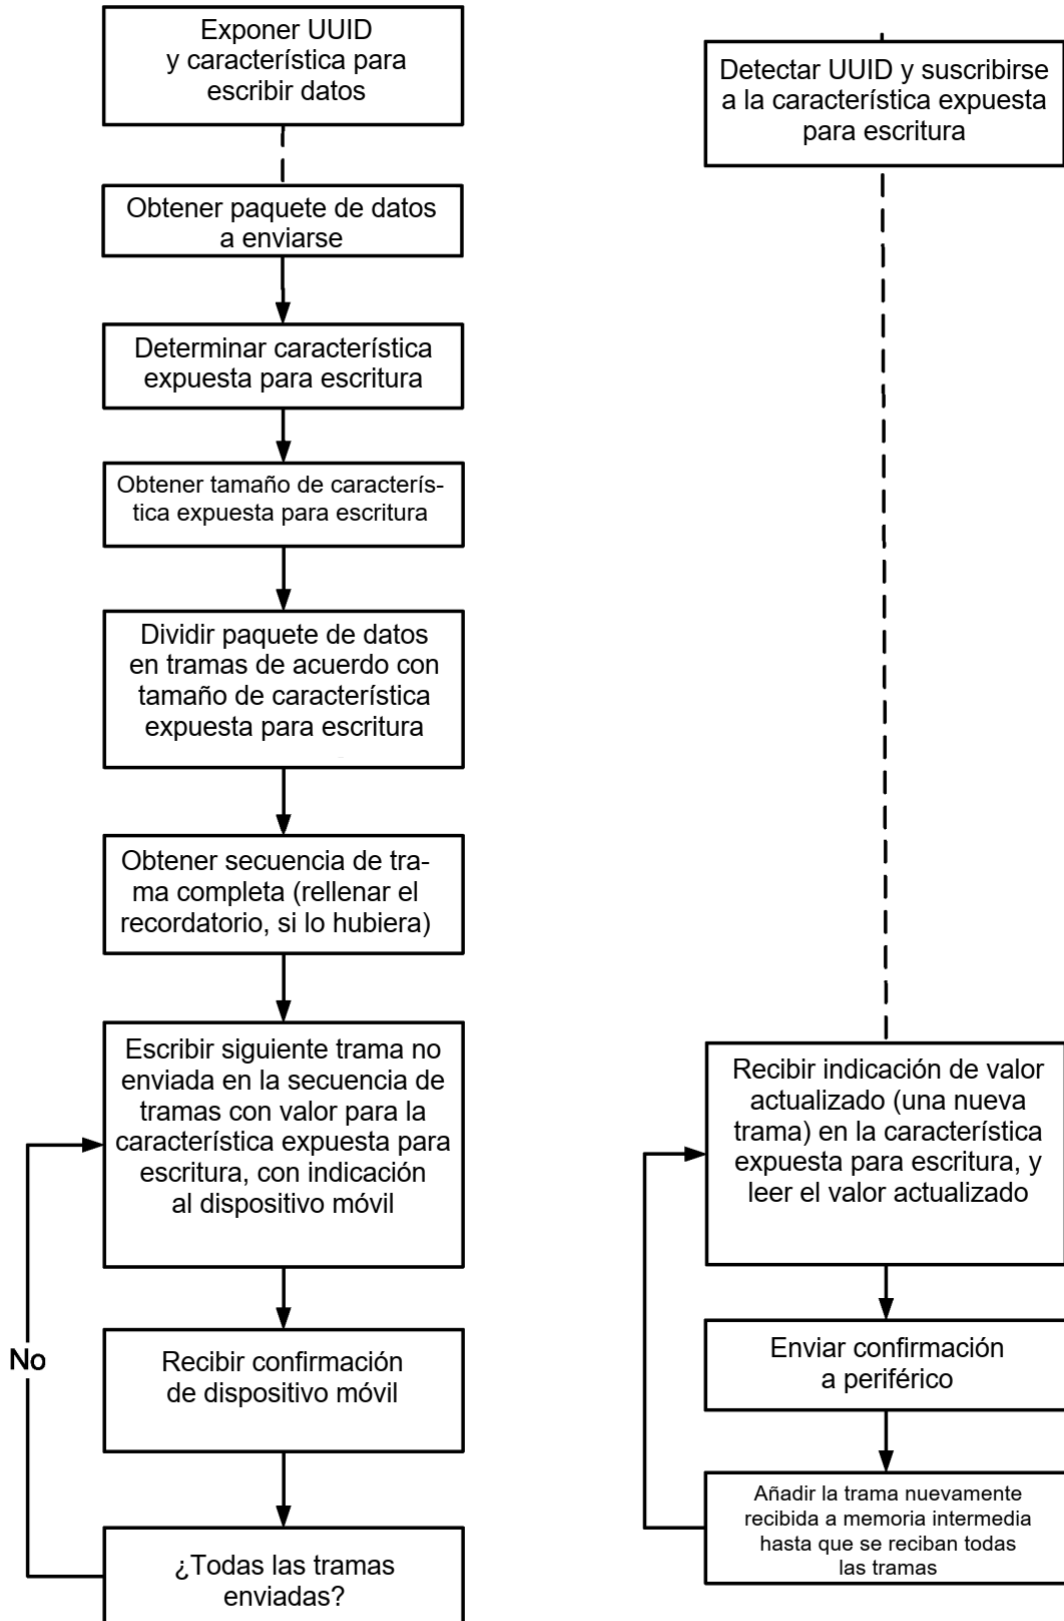 Exponer UUID
y característica para
escribir datos
Obtener paquete de datos
a enviarse
Determinar característica
expuesta para escritura
Obtener tamaño de caracterís-
tica expuesta para escritura
Dividir paquete de datos
en tramas de acuerdo con
tamaño de característica
expuesta para escritura
Obtener secuencia de tra-
ma completa (rellenar el
recordatorio, si lo hubiera)
Escribir siguiente trama no
enviada en la secuencia de
tramas con valor para la
característica expuesta para
escritura, con indicación
al dispositivo móvil
No
Recibir confirmación
de dispositivo móvil
¿Todas las tramas
enviadas?
Detectar UUID y suscribirse
a la característica expuesta
para escritura
Recibir indicación de valor
actualizado (una nueva
trama) en la característica
expuesta para escritura, y
leer el valor actualizado
Enviar confirmación
a periférico
Añadir la trama nuevamente
recibida a memoria intermedia
hasta que se reciban todas
las tramas